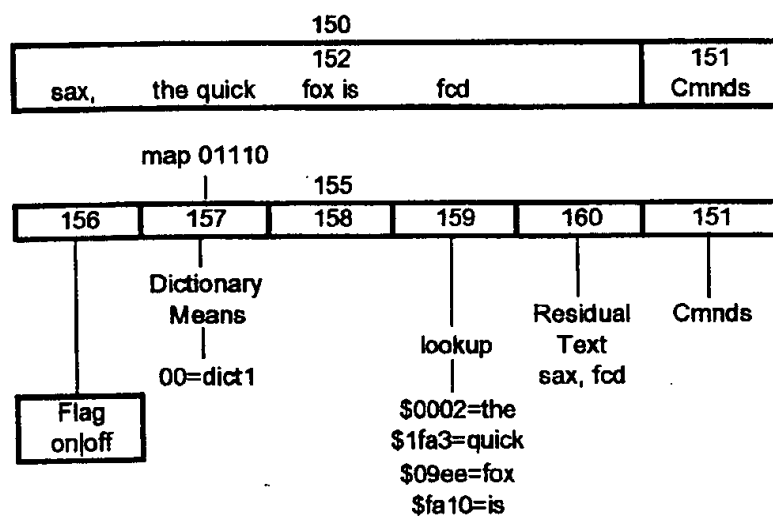 150
152
151
sax, the quick fox is fcd
Cmnds
map 01110
155
156 157 158 159 160 151
Dictionary
Means
00=dict1
Flag
on|off
lookup
$0002=the
$1fa3=quick
$09ee=fox
$fa10=is
Residual
Text
sax, fcd
Cmnds